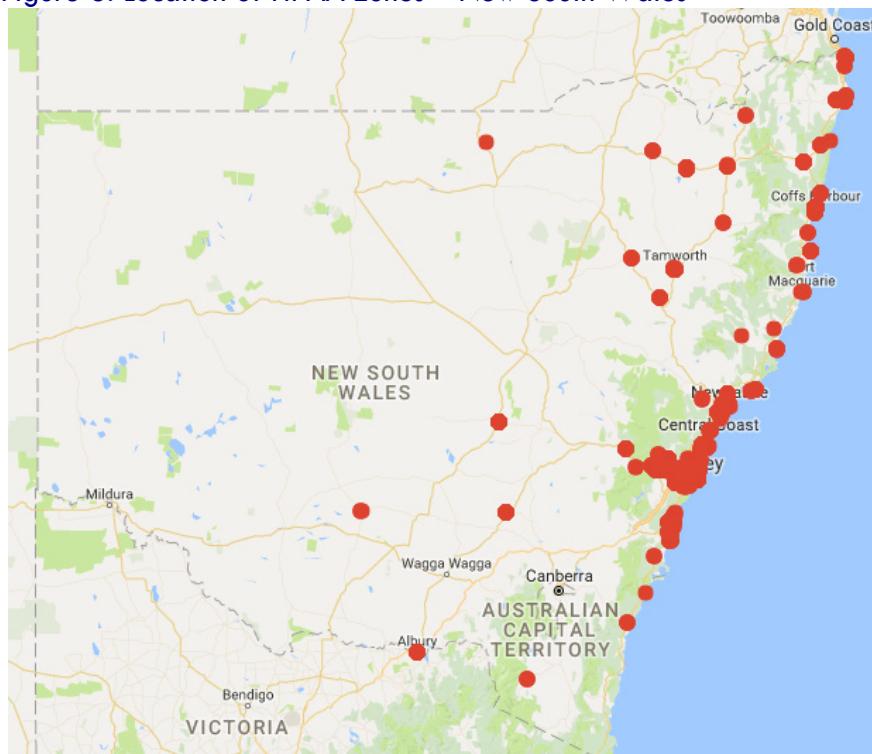 Toowoomba
Gold Coast
Coffs Harbour
Tamworth
Macquarie
NEW SOUTH
WALES
Central Coast
Mildura
Wagga Wagga
Canberra
AUSTRALIAN
CAPITAL
TERRITORY
Albury
Bendigo
VICTORIA